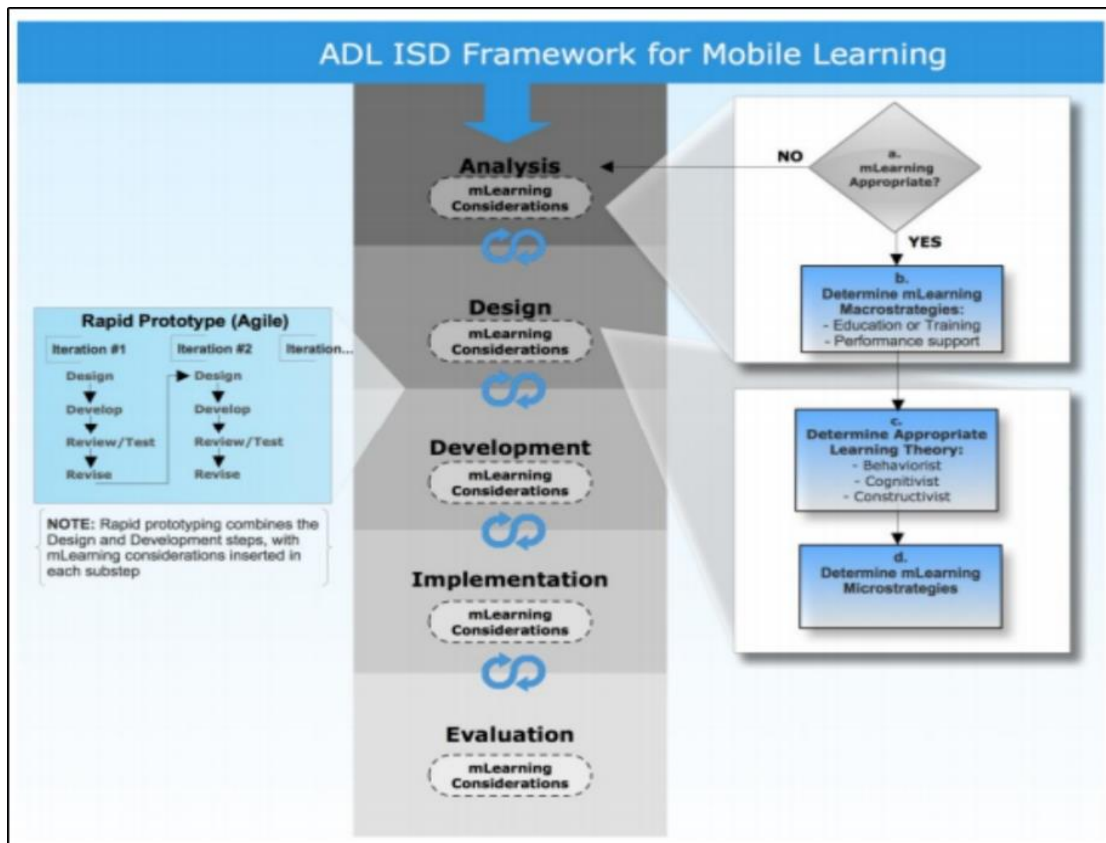 ADL ISD Framework for Mobile Learning
Analysis
mLearning
Considerations
Design
mLearning
Considerations
Development
mLearning
Considerations
Implementation
mLearning
Considerations
Evaluation
mLearning
Considerations
Rapid Prototype (Agile)
Iteration #1
Design
Develop
Review/Test
Revise
Iteration #2
Design
Develop
Review/Test
Revise
Iteration...
NOTE: Rapid prototyping combines the
Design and Development steps, with
mLearning considerations inserted in
each substep
a.
mLearning
Appropriate?
NO
YES
b.
Determine mLearning
Macrostrategies:
- Education or Training
- Performance support
c.
Determine Appropriate
Learning Theory:
- Behaviorist
- Cognitivist
- Constructivist
d.
Determine mLearning
Microstrategies